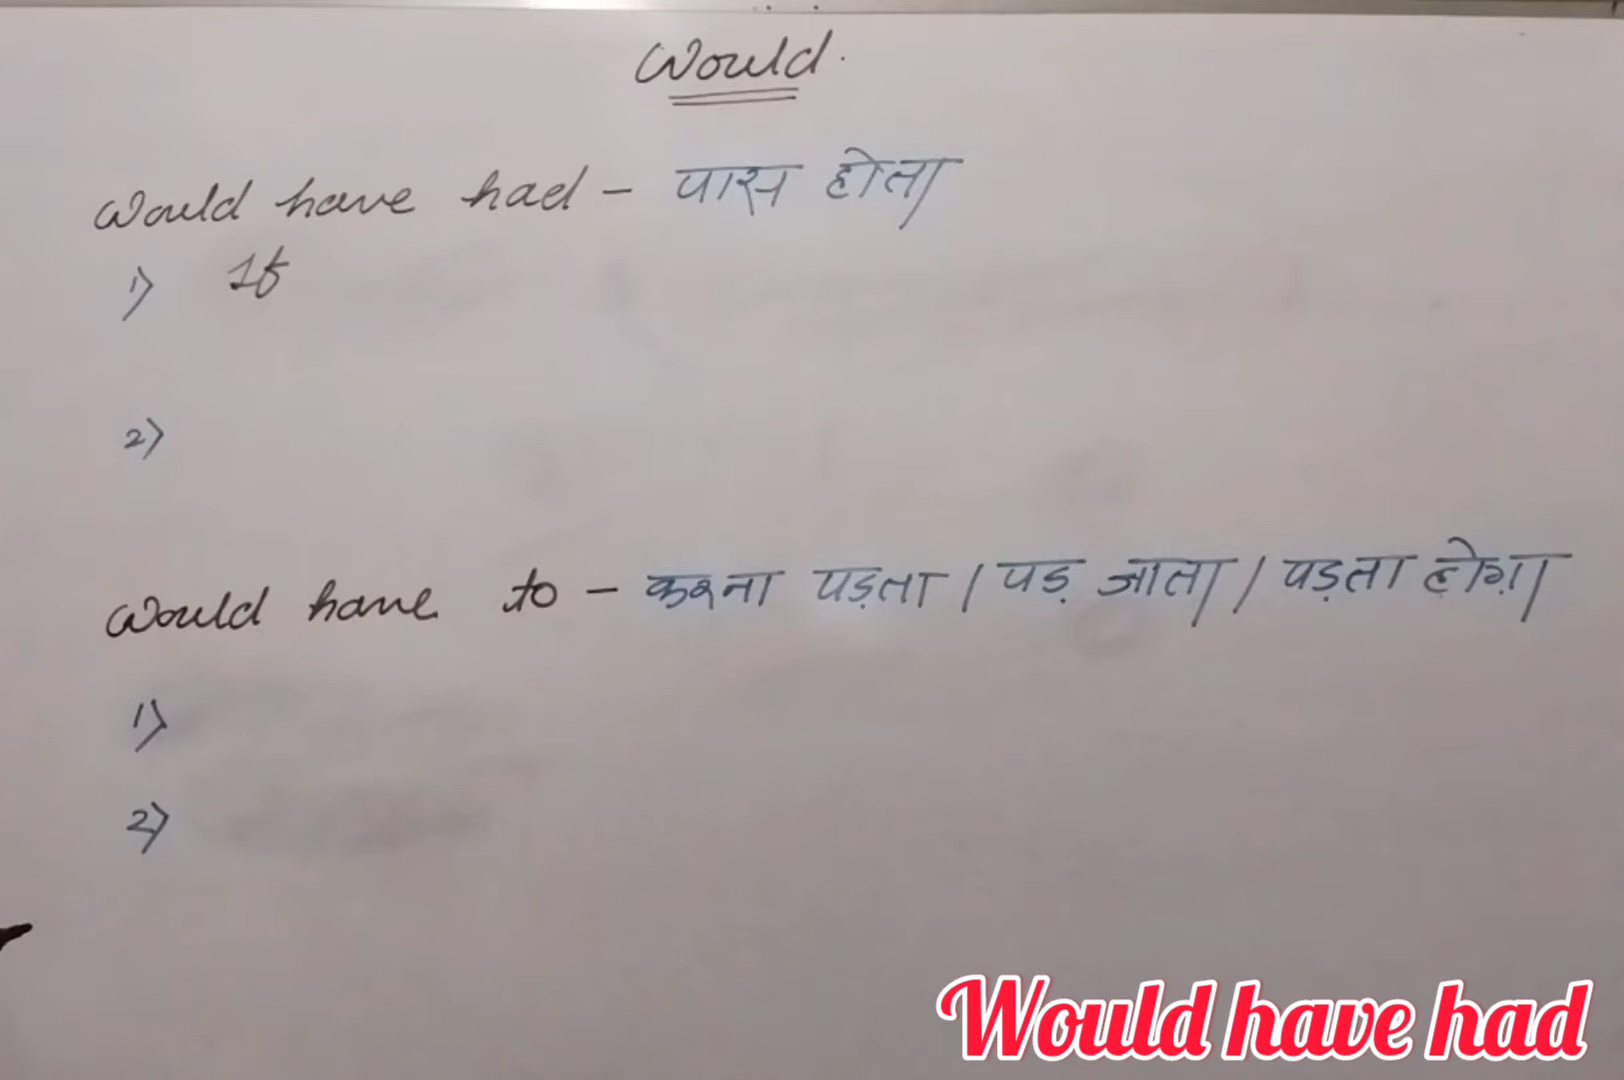 Would.
Would have had - पास होता
1) If
2)
Would have to - करना पड़ता / पड़ जाता / पड़ता होगा
1)
2)
Would have had